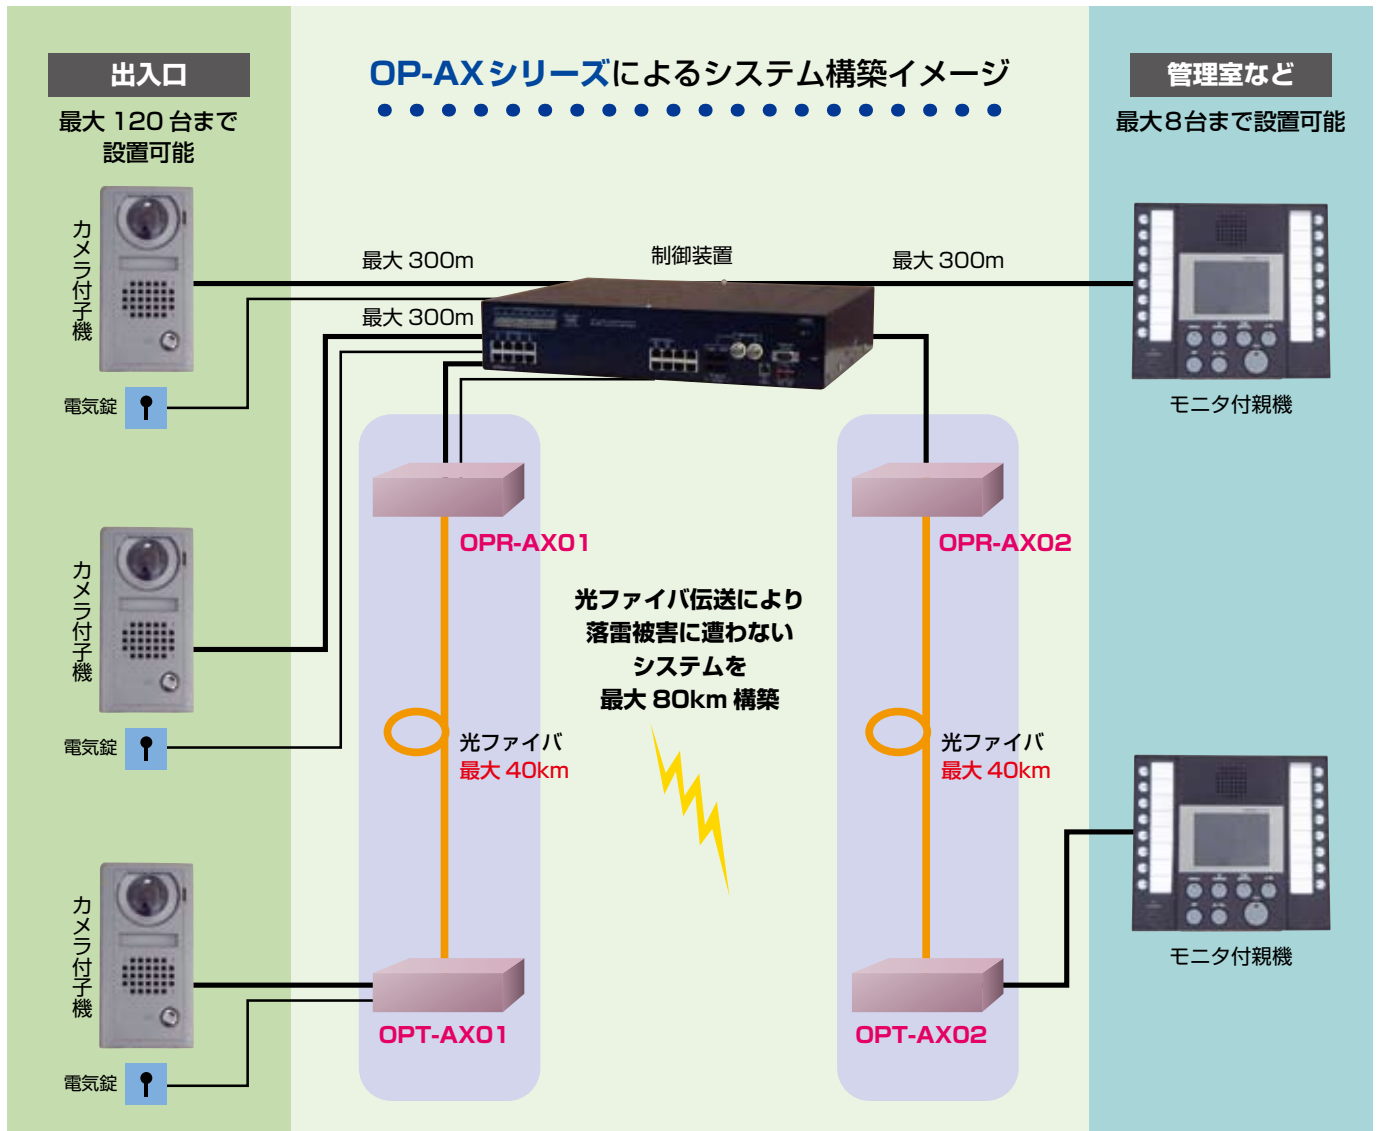 OP-AXシリーズによるシステム構築イメージ
出入口
最大 120 台まで
設置可能
カメラ付子機
電気錠
カメラ付子機
電気錠
カメラ付子機
電気錠
最大 300m
最大 300m
制御装置
最大 300m
OPR-AX01
光ファイバ
最大 40km
OPT-AX01
光ファイバ伝送により
落雷被害に遭わない
システムを
最大 80km 構築
OPR-AX02
光ファイバ
最大 40km
OPT-AX02
管理室など
最大8台まで設置可能
モニタ付親機
モニタ付親機